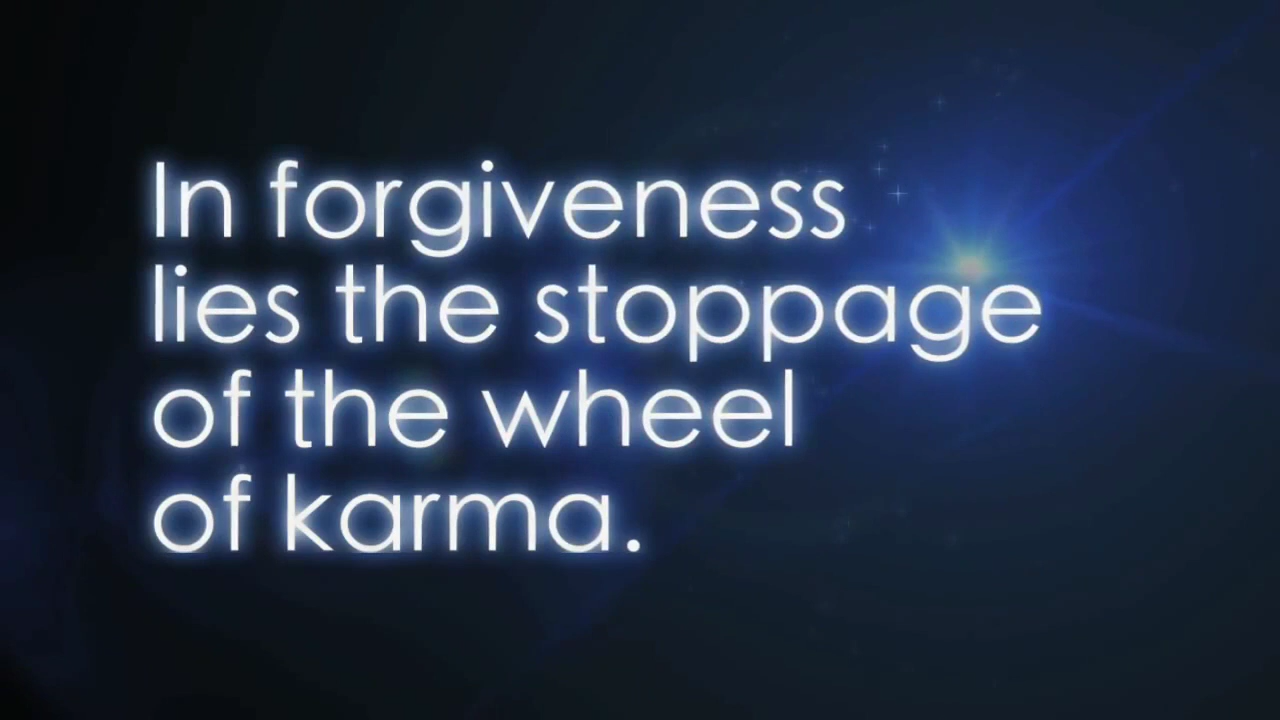 In forgiveness
lies the stoppage
of the wheel
of karma.